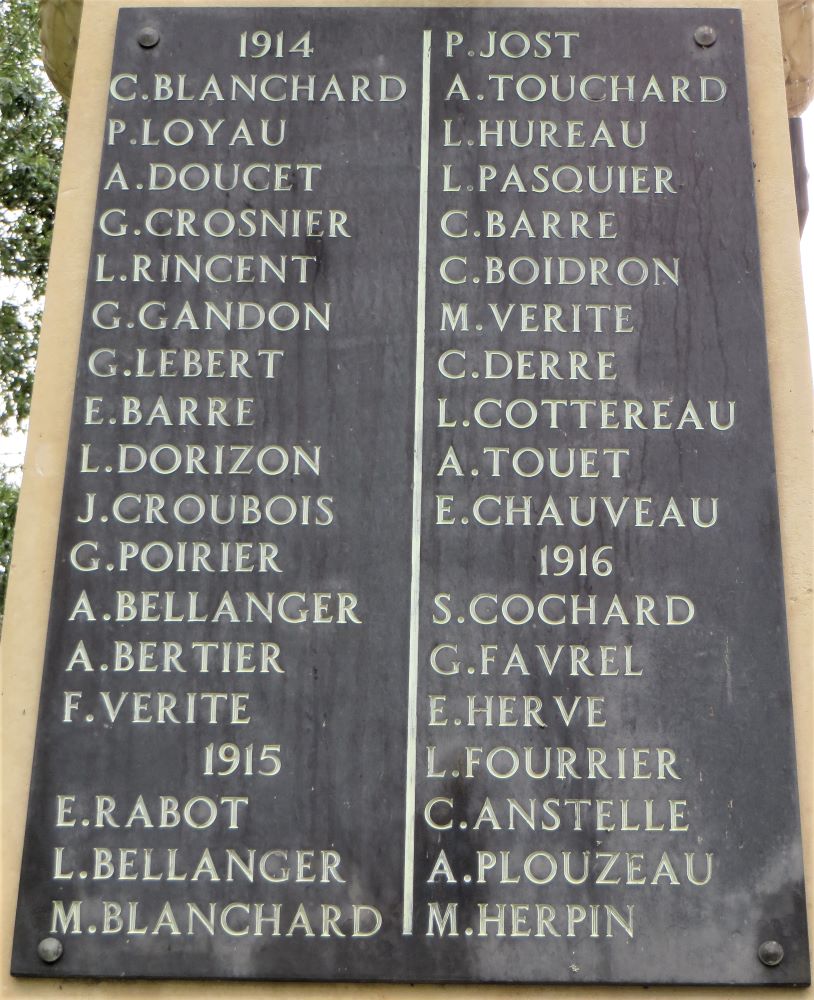 1914
C.BLANCHARD
P.LOYAU
A.DOUCET
G.CROSNIER
L.RINCENT
G.GANDON
G.LEBERT
E.BARRE
L.DORIZON
J.CROUBOIS
G.POIRIER
A.BELLANGER
A.BERTIER
F.VERITE
1915
E.RABOT
L.BELLANGER
M.BLANCHARD
P.JOST
A.TOUCHARD
L.HUREAU
L.PASQUIER
C.BARRE
C.BOIDRON
M.VERITE
C.DERRE
L.COTTEREAU
A.TOUET
E.CHAUVEAU
1916
S.COCHARD
G.FAVREL
E.HERVE
L.FOURRIER
C.ANSTELLE
A.PLOUZEAU
M.HERPIN